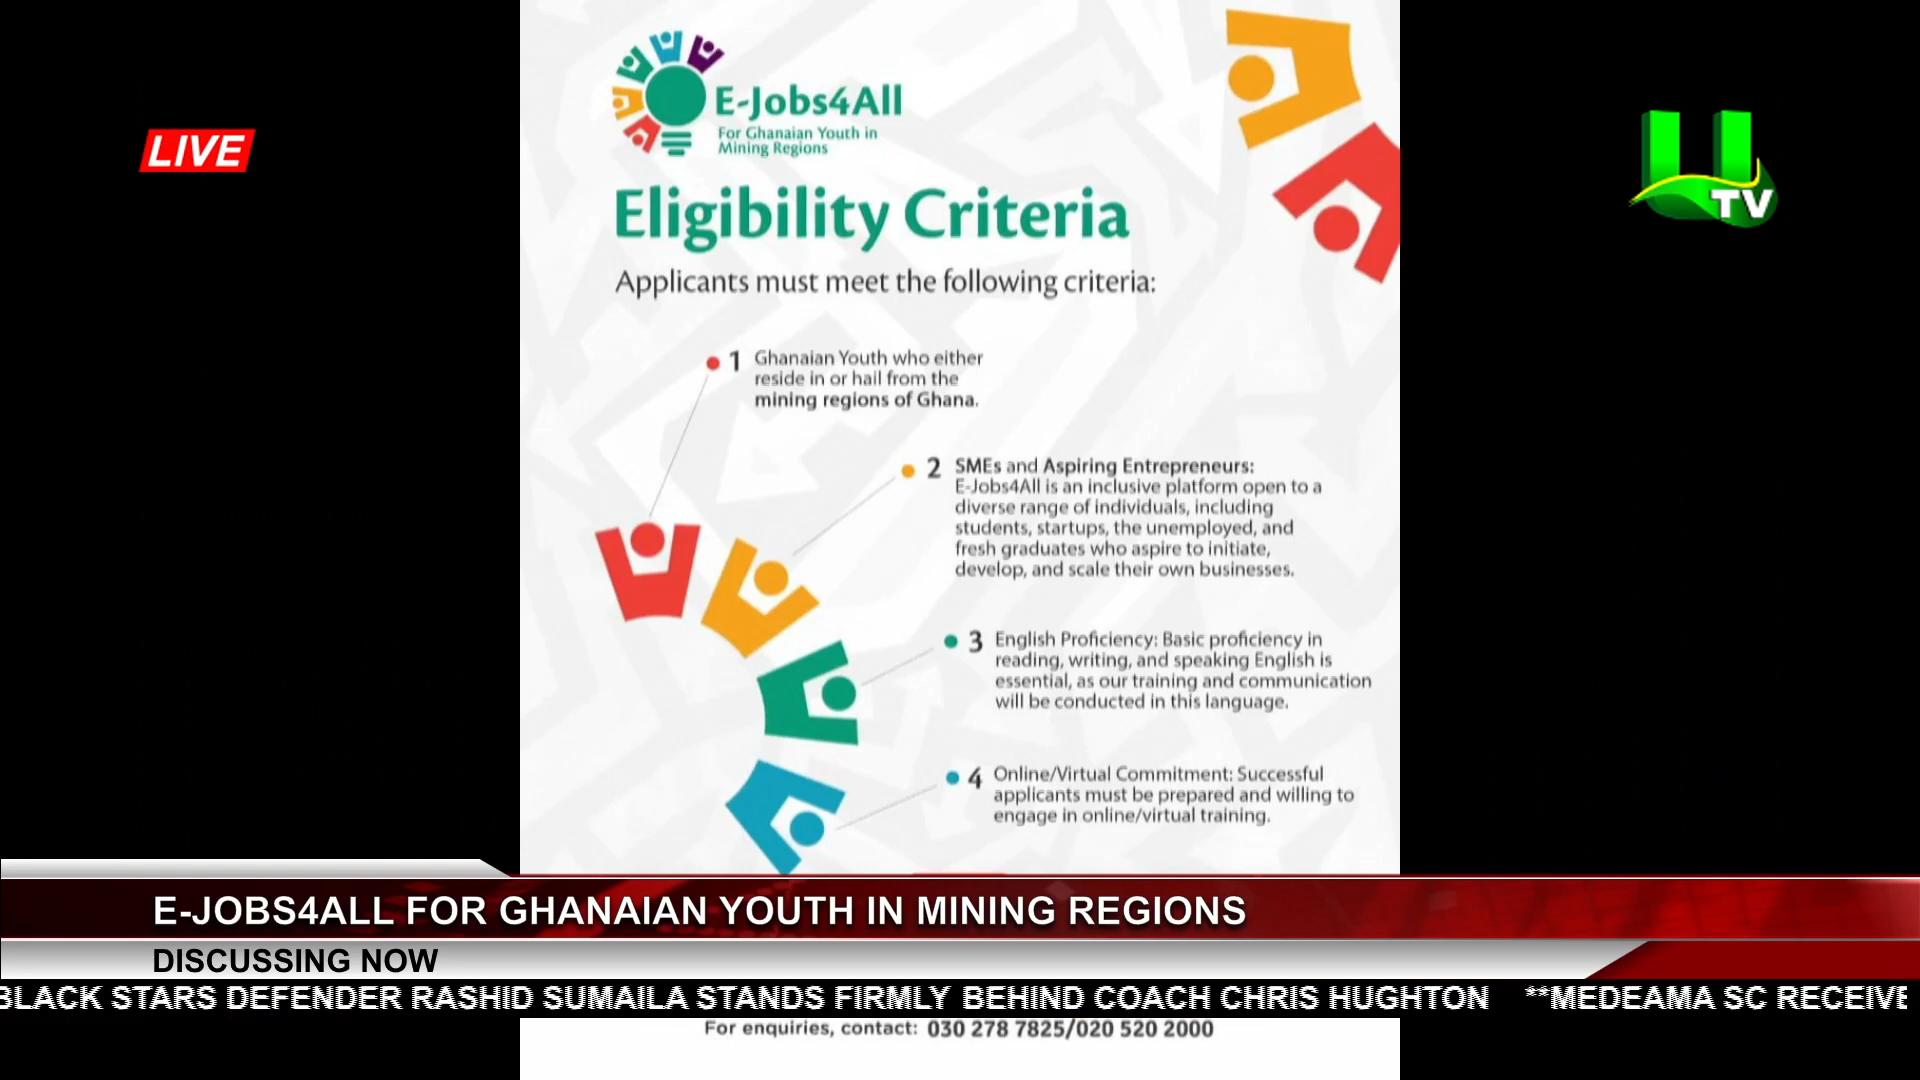 E-Jobs4All
For Ghanaian Youth in
Mining Regions
LIVE
U
TV
Eligibility Criteria
Applicants must meet the following criteria:
1 Ghanaian Youth who either
reside in or hail from the
mining regions of Ghana.
2 SMEs and Aspiring Entrepreneurs:
E-Jobs4All is an inclusive platform open to a
diverse range of individuals, including
students, startups, the unemployed, and
fresh graduates who aspire to initiate,
develop, and scale their own businesses.
3 English Proficiency: Basic proficiency in
reading, writing, and speaking English is
essential, as our training and communication
will be conducted in this language.
4 Online/Virtual Commitment: Successful
applicants must be prepared and willing to
engage in online/virtual training.
E-JOBS4ALL FOR GHANAIAN YOUTH IN MINING REGIONS
DISCUSSING NOW
BLACK STARS DEFENDER RASHID SUMAILA STANDS FIRMLY BEHIND COACH CHRIS HUGHTON **MEDEAMA SC RECEIVE
For enquiries, contact: 030 278 7825/020 520 2000